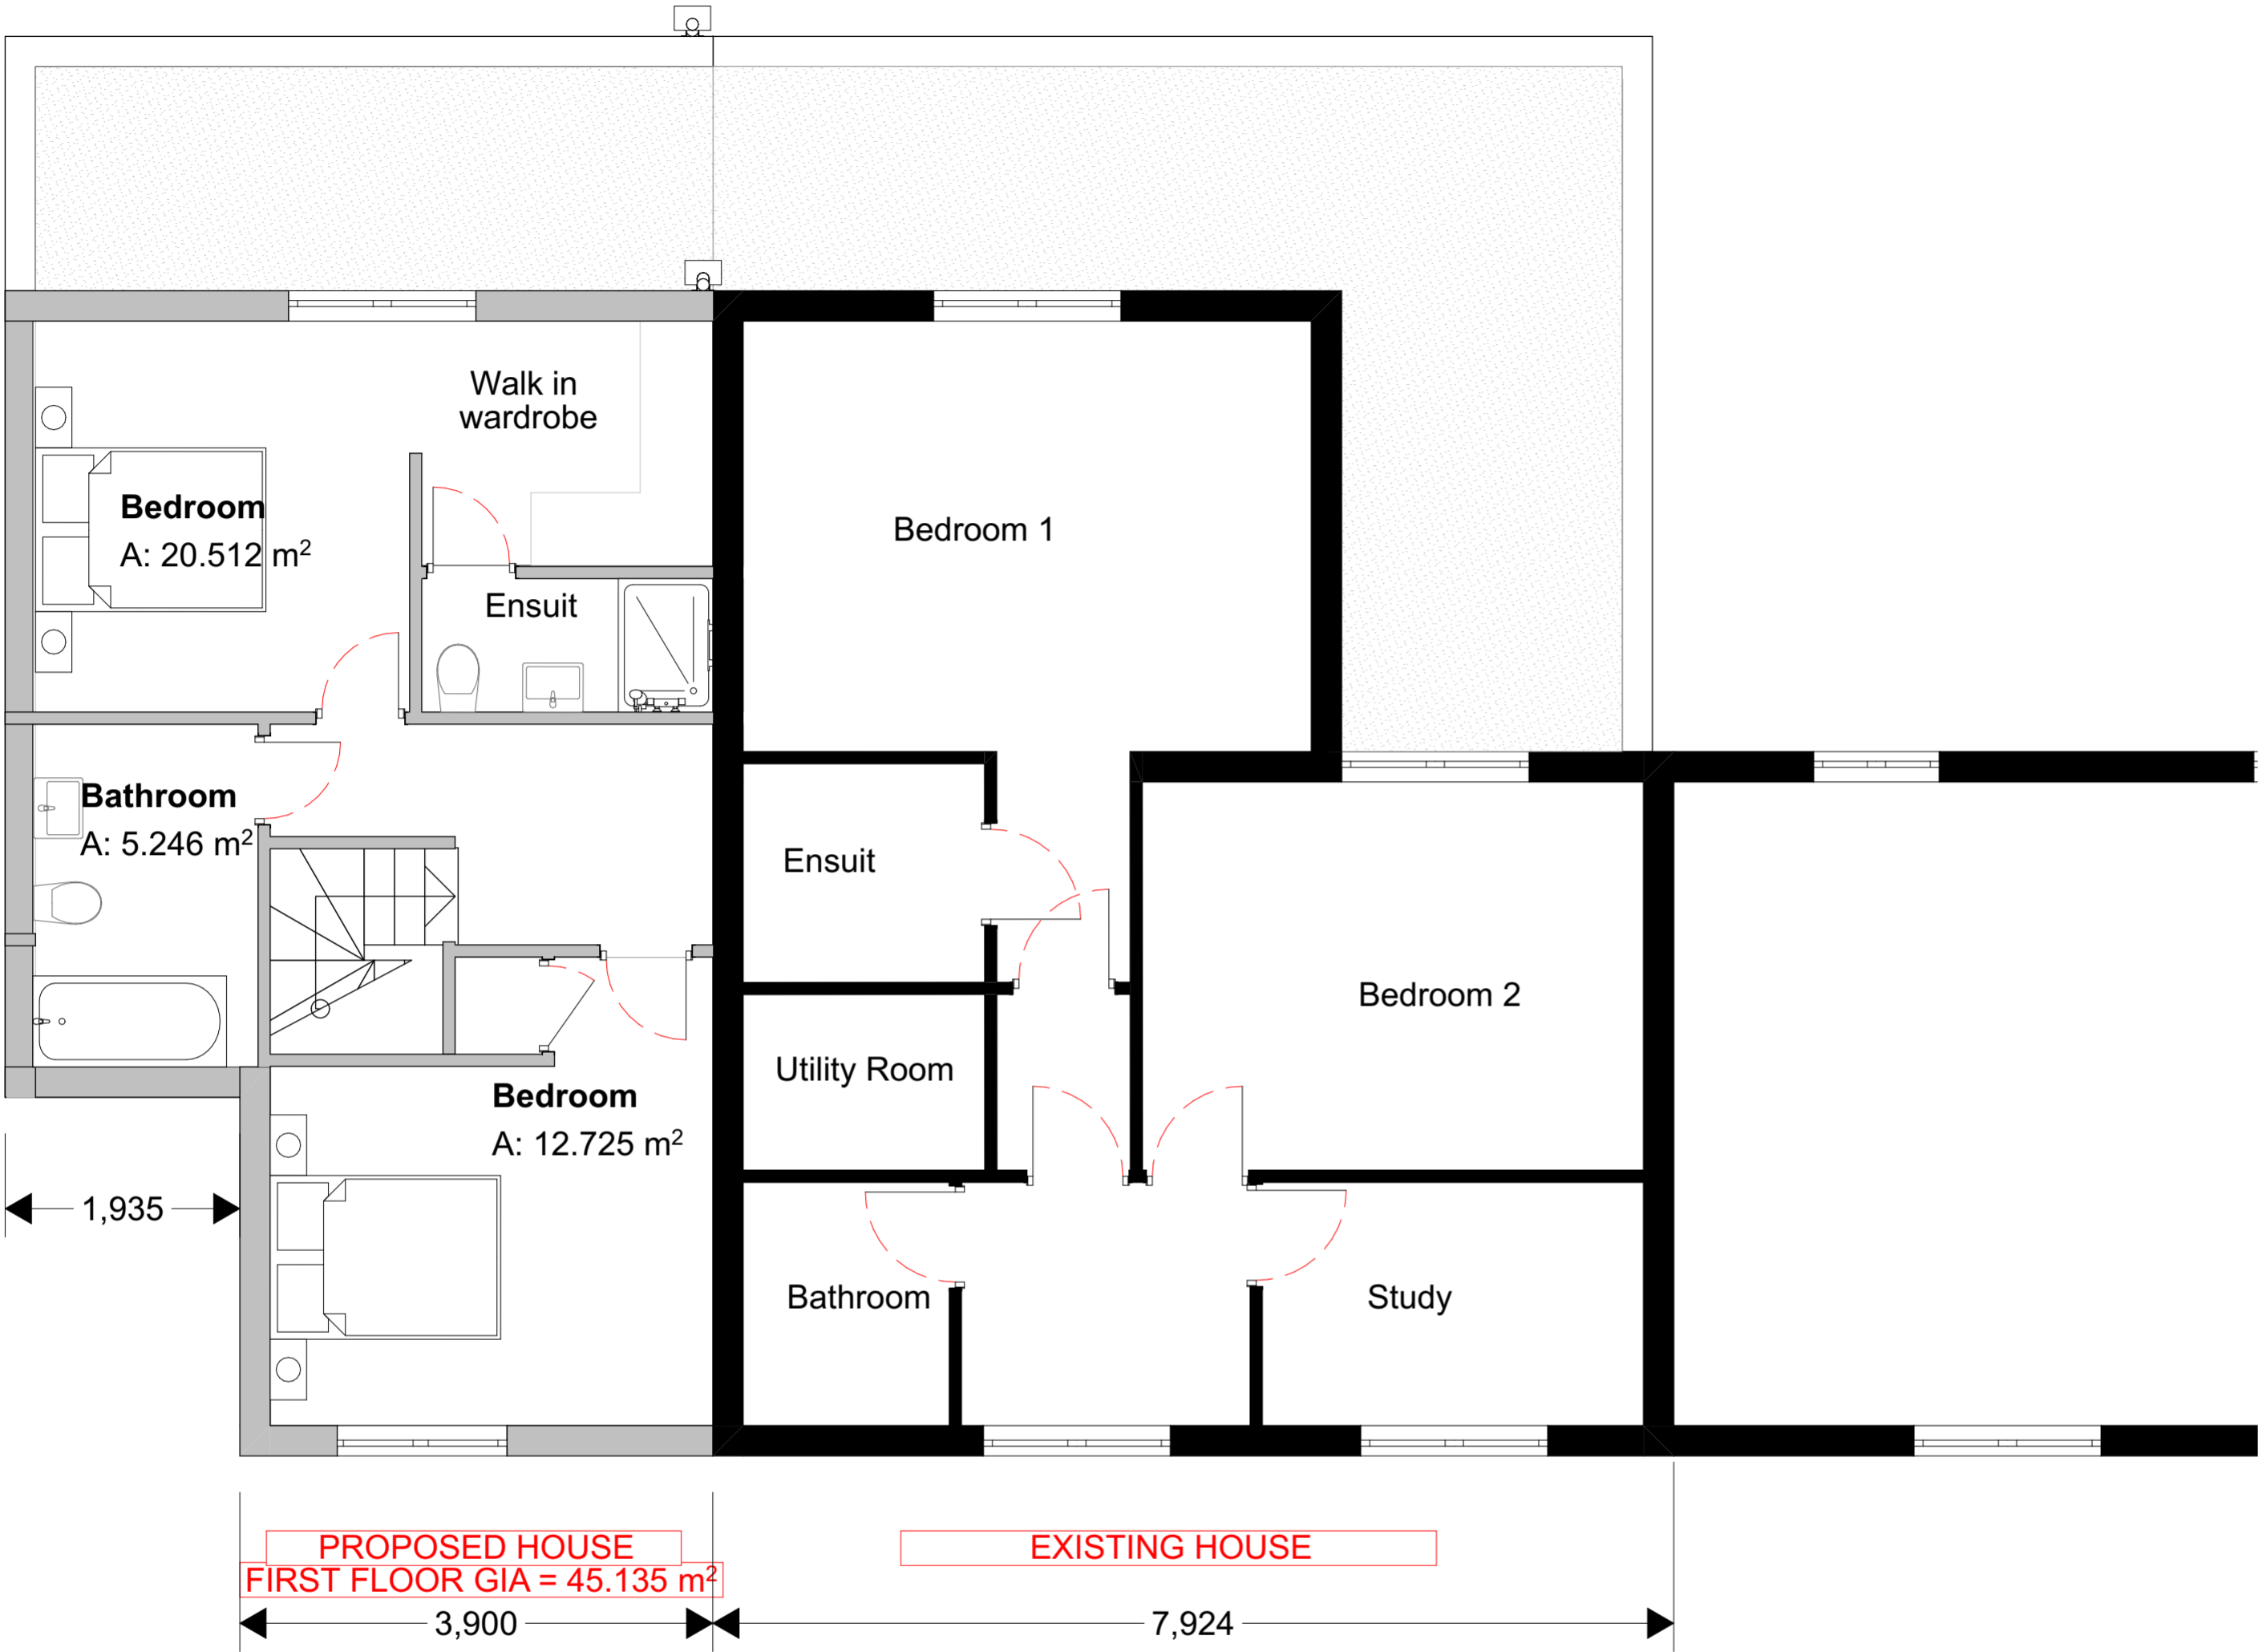 Walk in
wardrobe
Bedroom
A: 20.512 m²
Bedroom 1
Ensuit
Bathroom
A: 5.246 m²
Ensuit
Bedroom 2
Utility Room
Bedroom
A: 12.725 m²
1,935
Bathroom
Study
PROPOSED HOUSE
FIRST FLOOR GIA = 45.135 m²
EXISTING HOUSE
3,900
7,924